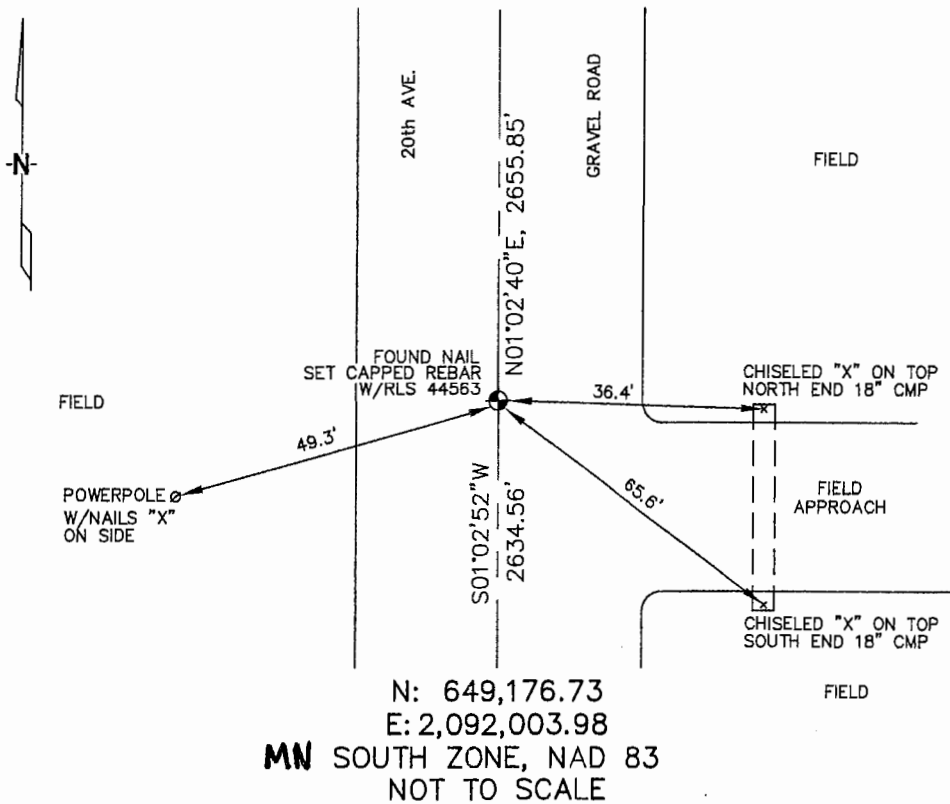 20th AVE.
GRAVEL ROAD
FIELD
-N-
N01°02'40"E, 2655.85'
FOUND NAIL
SET CAPPED REBAR
W/RLS 44563
CHISELED "X" ON TOP
NORTH END 18" CMP
36.4'
FIELD
49.3'
65.6'
POWERPOLE
W/NAILS "X"
ON SIDE
S01°02'52"W
2634.56'
FIELD
APPROACH
CHISELED "X" ON TOP
SOUTH END 18" CMP
FIELD
N: 649,176.73
E: 2,092,003.98
MN SOUTH ZONE, NAD 83
NOT TO SCALE